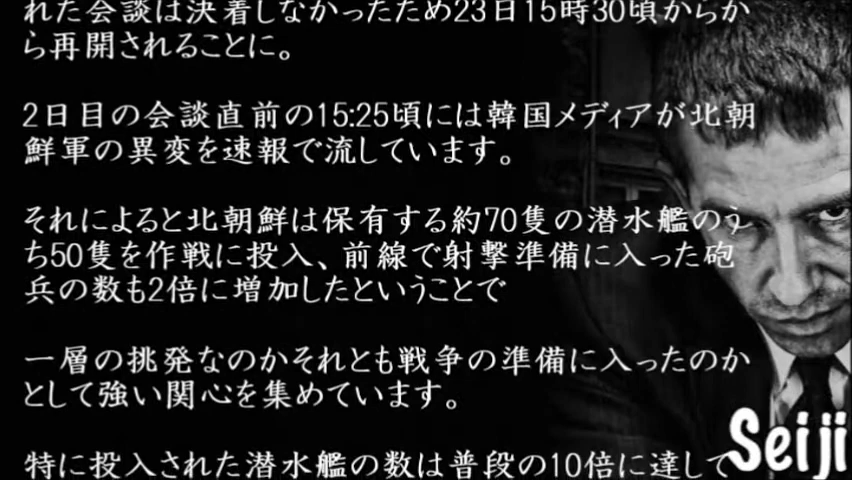 れた会談は決着しなかったため23日15時30頃からか
ら再開されることに。
2日目の会談直前の15:25頃には韓国メディアが北朝
鮮軍の異変を速報で流しています。
それによると北朝鮮は保有する約70隻の潜水艦のう
ち50隻を作戦に投入、前線で射撃準備に入った砲
兵の数も2倍に増加したということで
一層の挑発なのかそれとも戦争の準備に入ったのか
として強い関心を集めています。
特に投入された潜水艦の数は普段の10倍に達して
Seiji